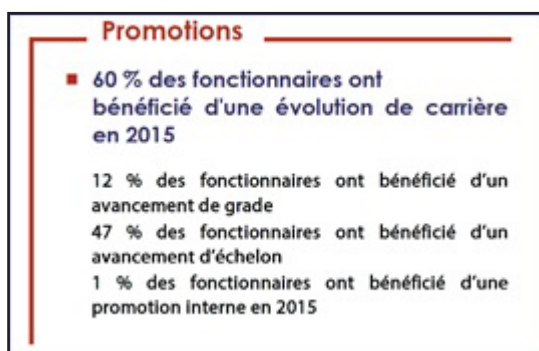 Promotions
60 % des fonctionnaires ont
bénéficié d'une évolution de carrière
en 2015
12 % des fonctionnaires ont bénéficié d'un
avancement de grade
47 % des fonctionnaires ont bénéficié d'un
avancement d'échelon
1 % des fonctionnaires ont bénéficié d'une
promotion interne en 2015